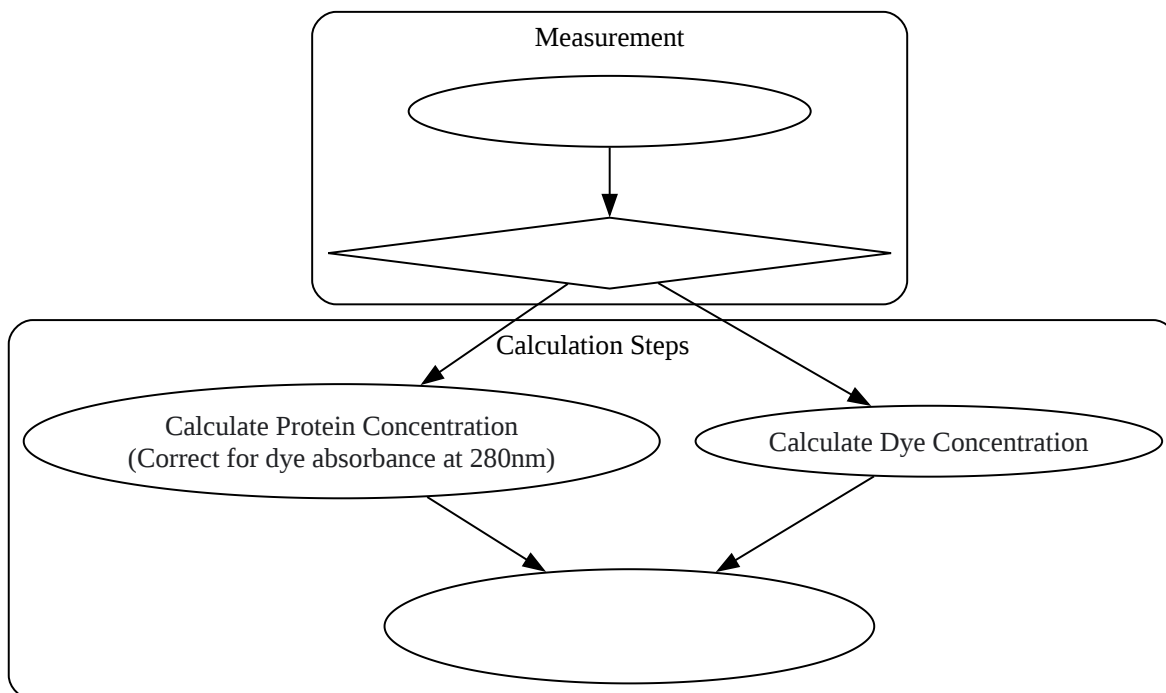 Measurement
Calculation Steps
Calculate Protein Concentration
(Correct for dye absorbance at 280nm)
Calculate Dye Concentration